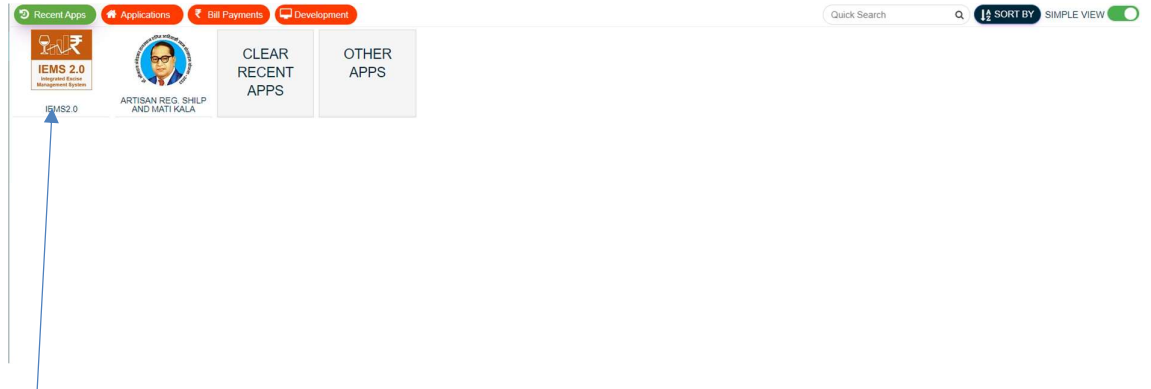 Recent Apps
Applications
₹ Bill Payments
Development
Quick Search
SORT BY
SIMPLE VIEW
IEMS 2.0
Integrated Excise
Management System
IEMS2.0
ARTISAN REG. SHILP
AND MATI KALA
CLEAR
RECENT
APPS
OTHER
APPS